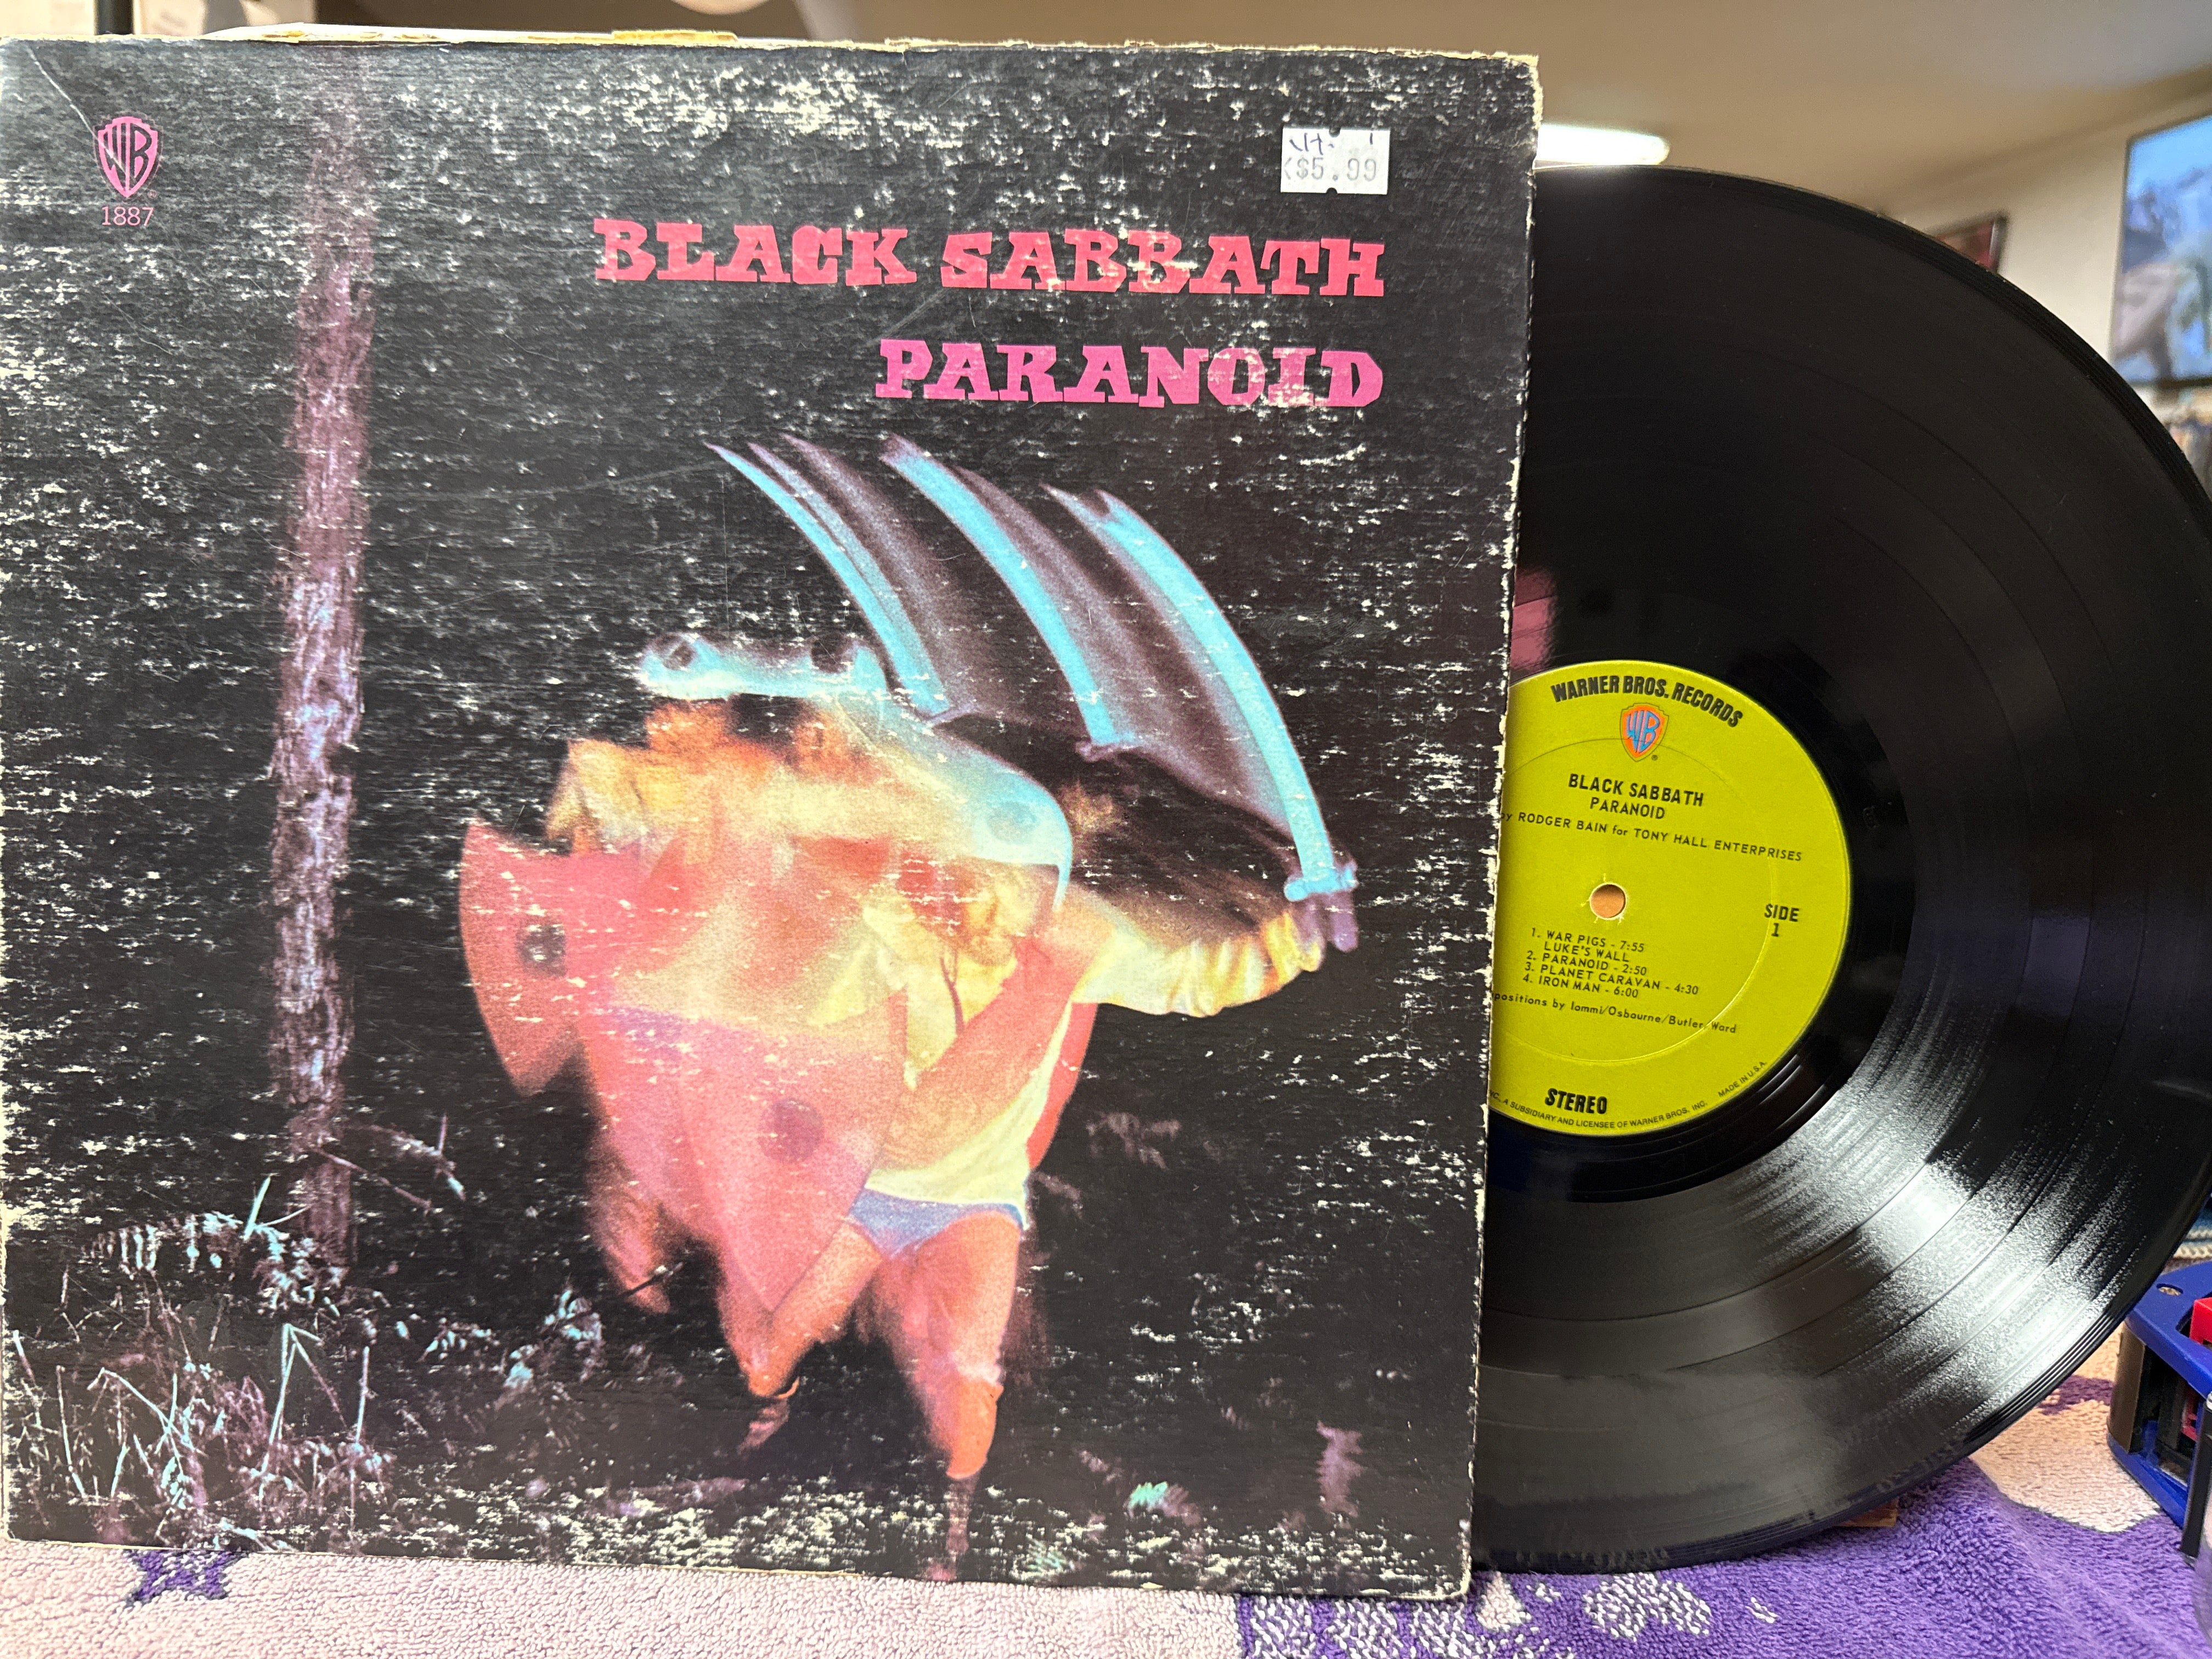 WB
1887
$5.99
BLACK SABBATH
PARANOID
WARNER BROS. RECORDS
WB
®
BLACK SABBATH
PARANOID
RODGER BAIN for TONY HALL ENTERPRISES
SIDE
1
1. WAR PIGS - 7:55
LUKE'S WALL
2. PARANOID - 2:50
3. PLANET CARAVAN - 4:30
4. IRON MAN - 6:00
positions by Iommi/Osbourne/Butler/Ward
STEREO
A SUBSIDIARY AND LICENSEE OF WARNER BROS. INC. MADE IN U.S.A.